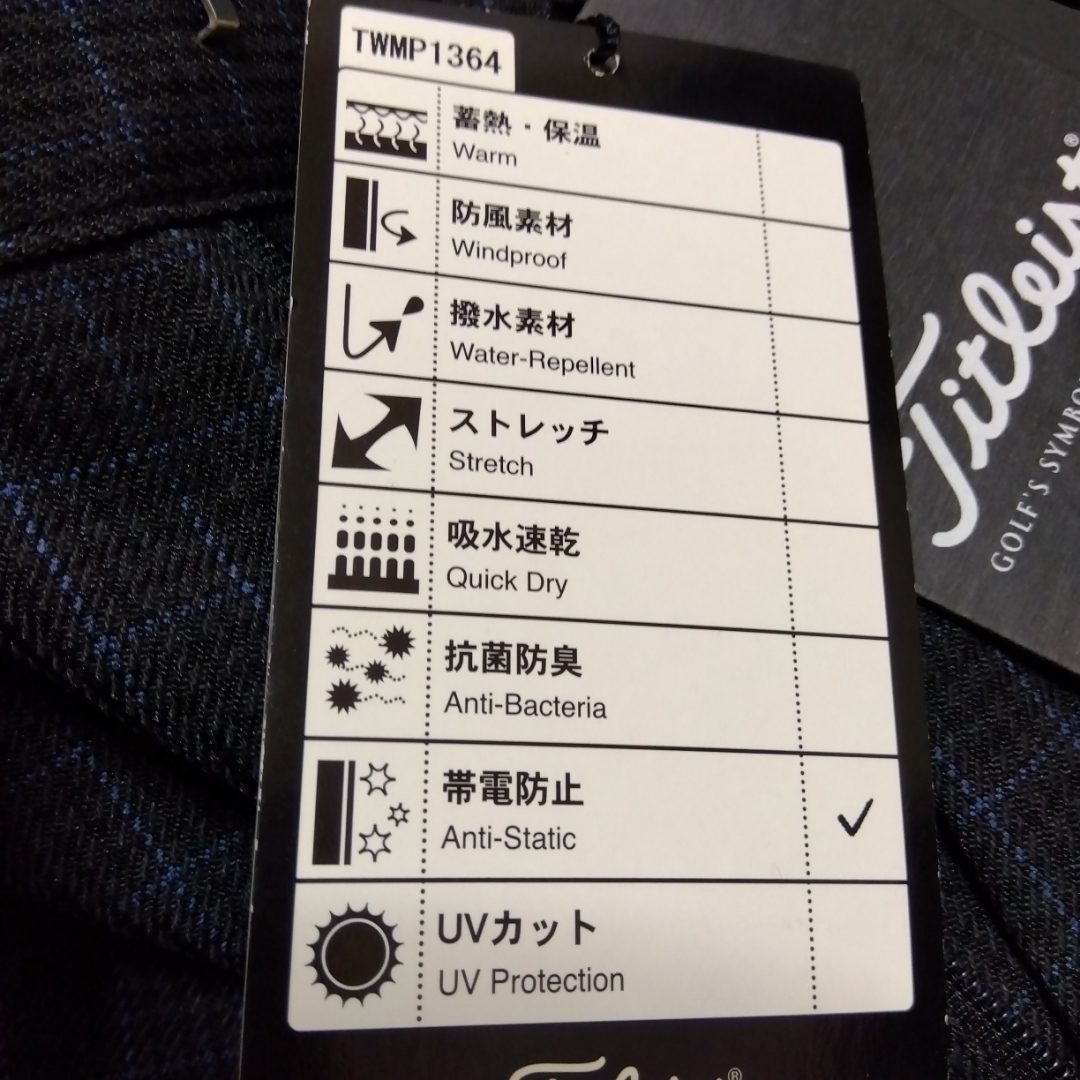 TWMP1364
蓄熱・保温
Warm
防風素材
Windproof
撥水素材
Water-Repellent
ストレッチ
Stretch
吸水速乾
Quick Dry
抗菌防臭
Anti-Bacteria
帯電防止
Anti-Static
✓
UVカット
UV Protection
Titleist®
GOLF'S SYMBO